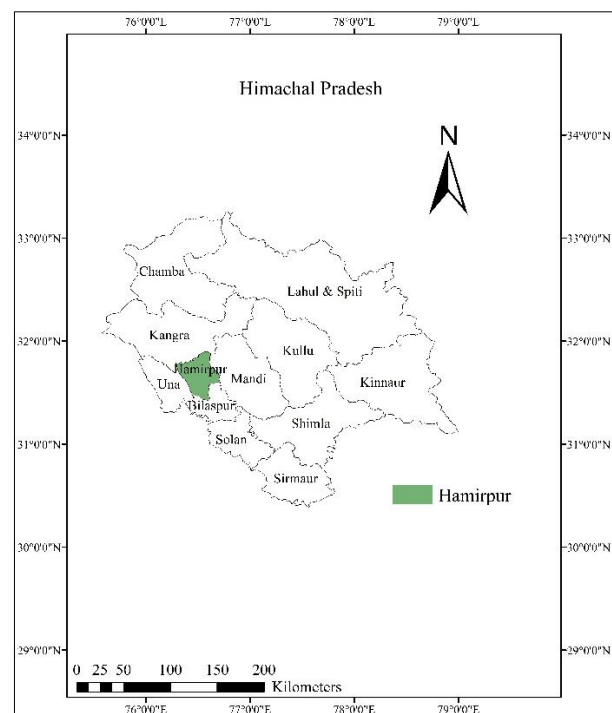 76°0'0"E 77°0'0"E 78°0'0"E 79°0'0"E
Himachal Pradesh
34°0'0"N 34°0'0"N
N
33°0'0"N 33°0'0"N
Chamba
Lahul & Spiti
32°0'0"N 32°0'0"N
Kangra
Kullu
Hamirpur
Mandi
Una
Kinnaur
Bilaspur
Shimla
31°0'0"N 31°0'0"N
Solan
Sirmaur
Hamirpur
30°0'0"N 30°0'0"N
29°0'0"N 29°0'0"N
0 25 50 100 150 200
Kilometers
76°0'0"E 77°0'0"E 78°0'0"E 79°0'0"E